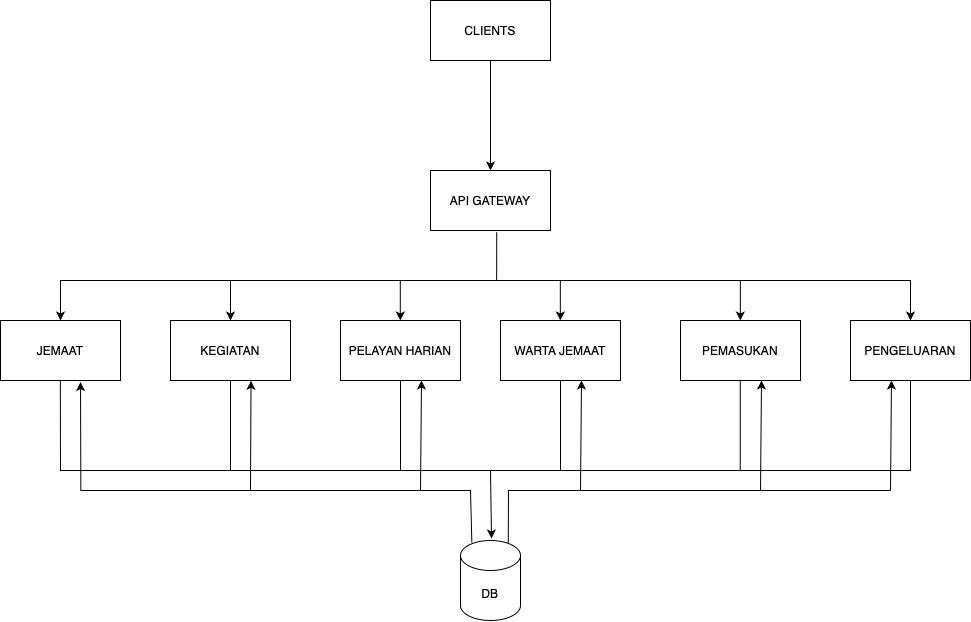 CLIENTS
API GATEWAY
JEMAAT
KEGIATAN
PELAYAN HARIAN
WARTA JEMAAT
PEMASUKAN
PENGELUARAN
DB